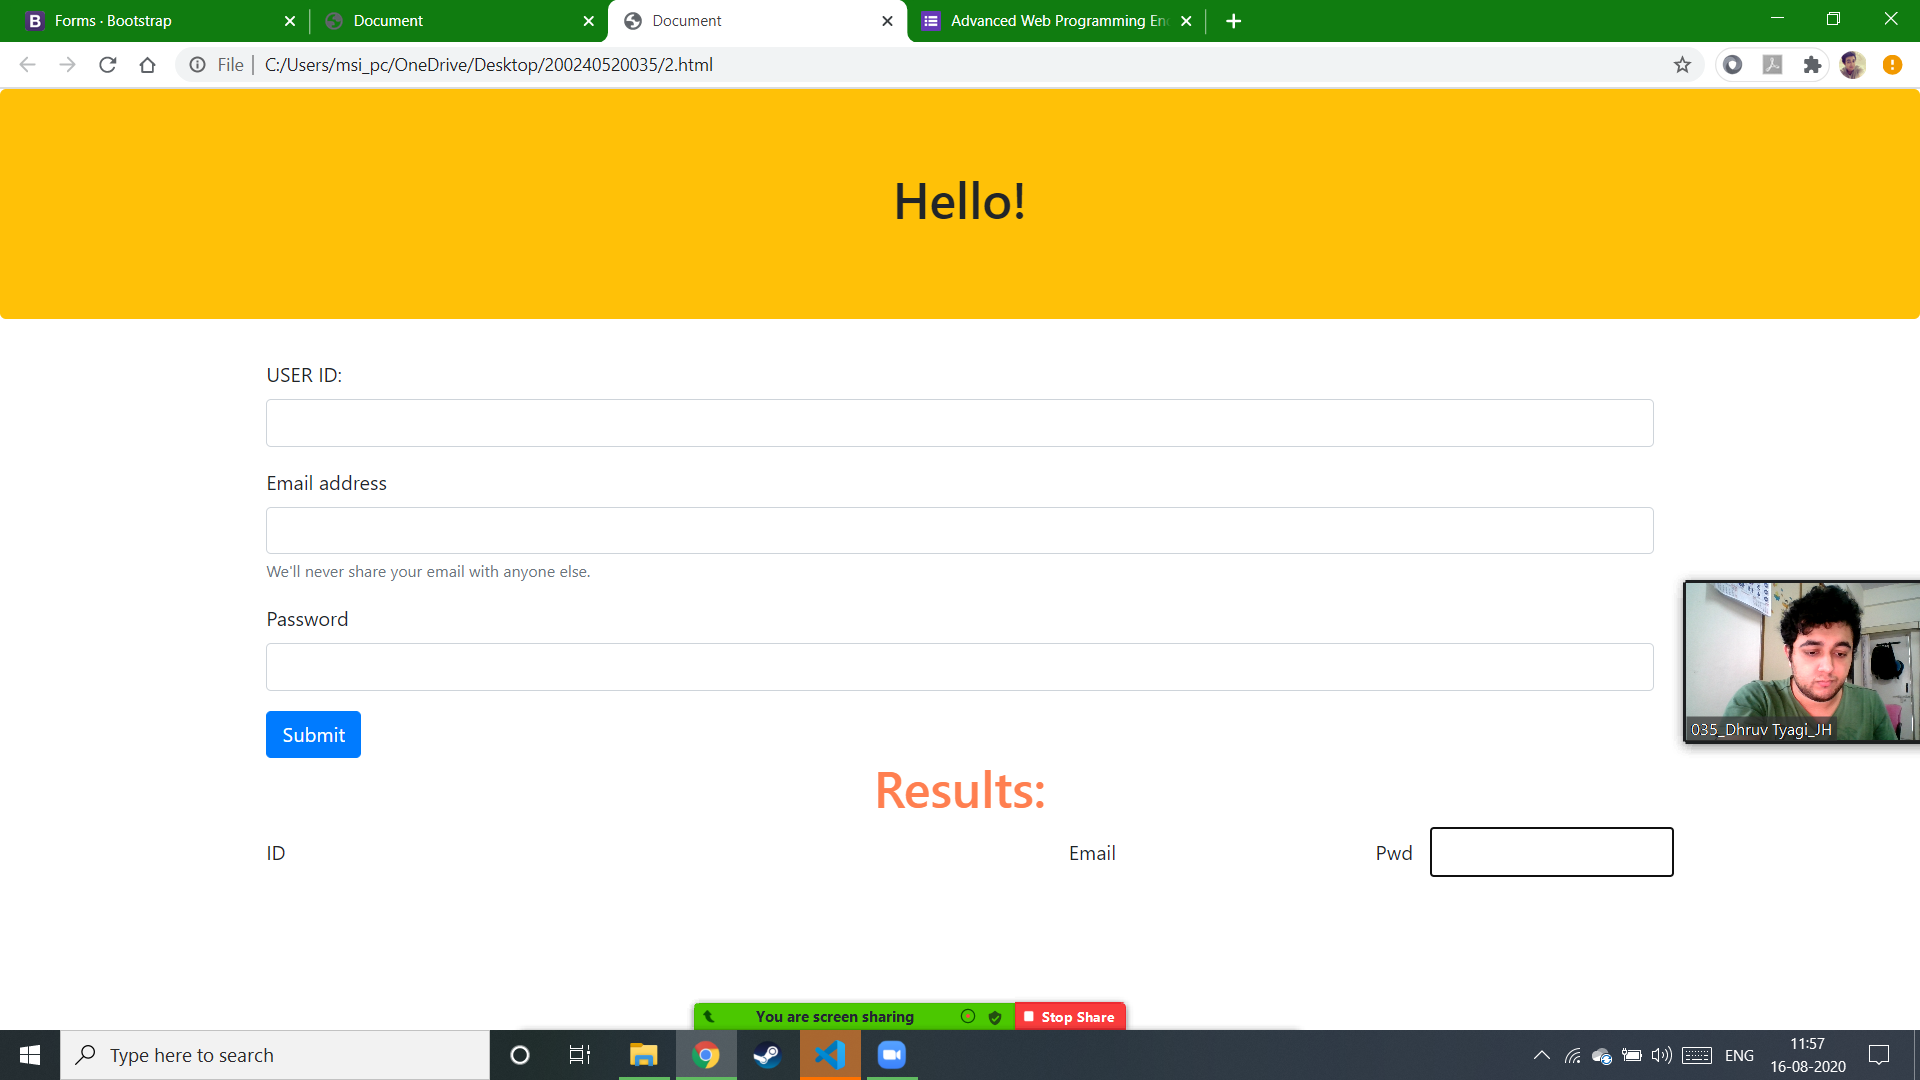 Forms · Bootstrap
Document
Document
Advanced Web Programming En
File
C:/Users/msi_pc/OneDrive/Desktop/200240520035/2.html
Hello!
USER ID:
Email address
We'll never share your email with anyone else.
Password
Submit
035_Dhruv Tyagi_JH
Results:
ID
Email
Pwd
You are screen sharing
Stop Share
Type here to search
ENG
11:57
16-08-2020